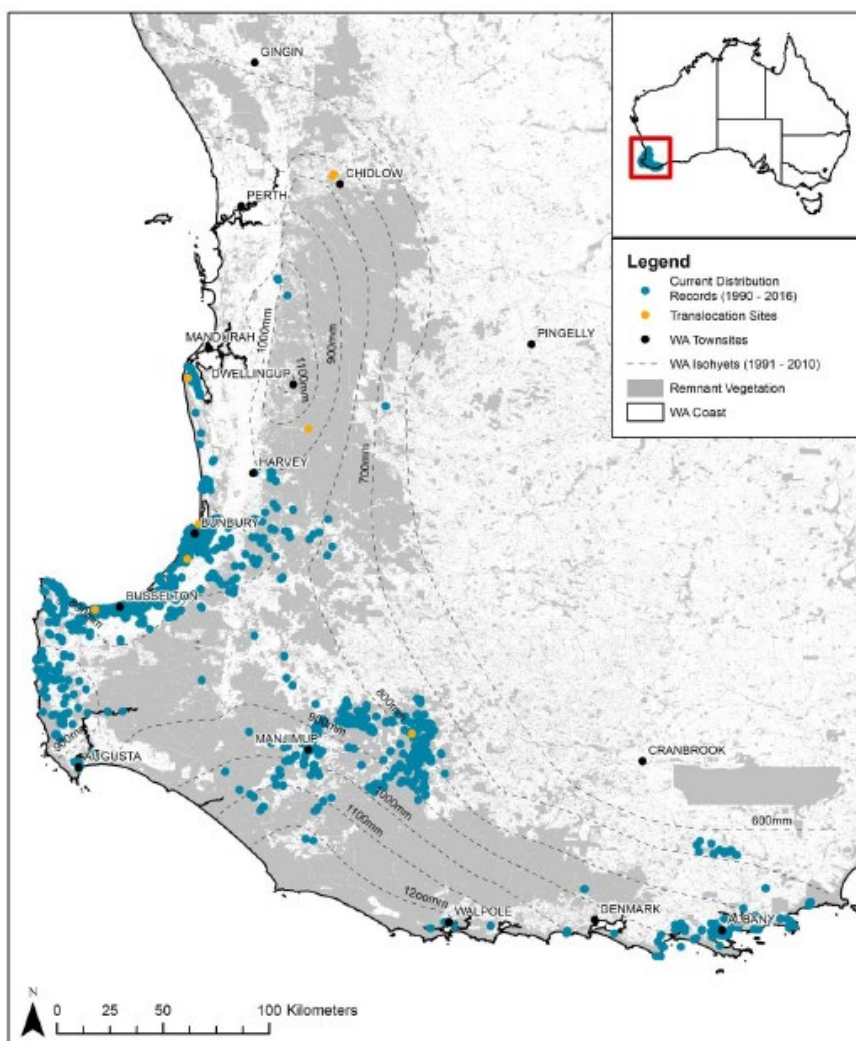 GINGIN
CHIDLOW
PERTH
1000mm
900mm
MANDURAH
PINGELLY
DWELLINGUP
1100mm
700mm
HARVEY
BUNBURY
BUSSELTON
800mm
900mm
MANJIMUP
CRANBROOK
900mm
AUGUSTA
1000mm
1100mm
600mm
1200mm
WALPOLE
DENMARK
ALBANY
Legend
Current Distribution
Records (1990 - 2016)
Translocation Sites
WA Townsites
WA Isohyets (1991 - 2010)
Remnant Vegetation
WA Coast
N
0 25 50 100 Kilometers